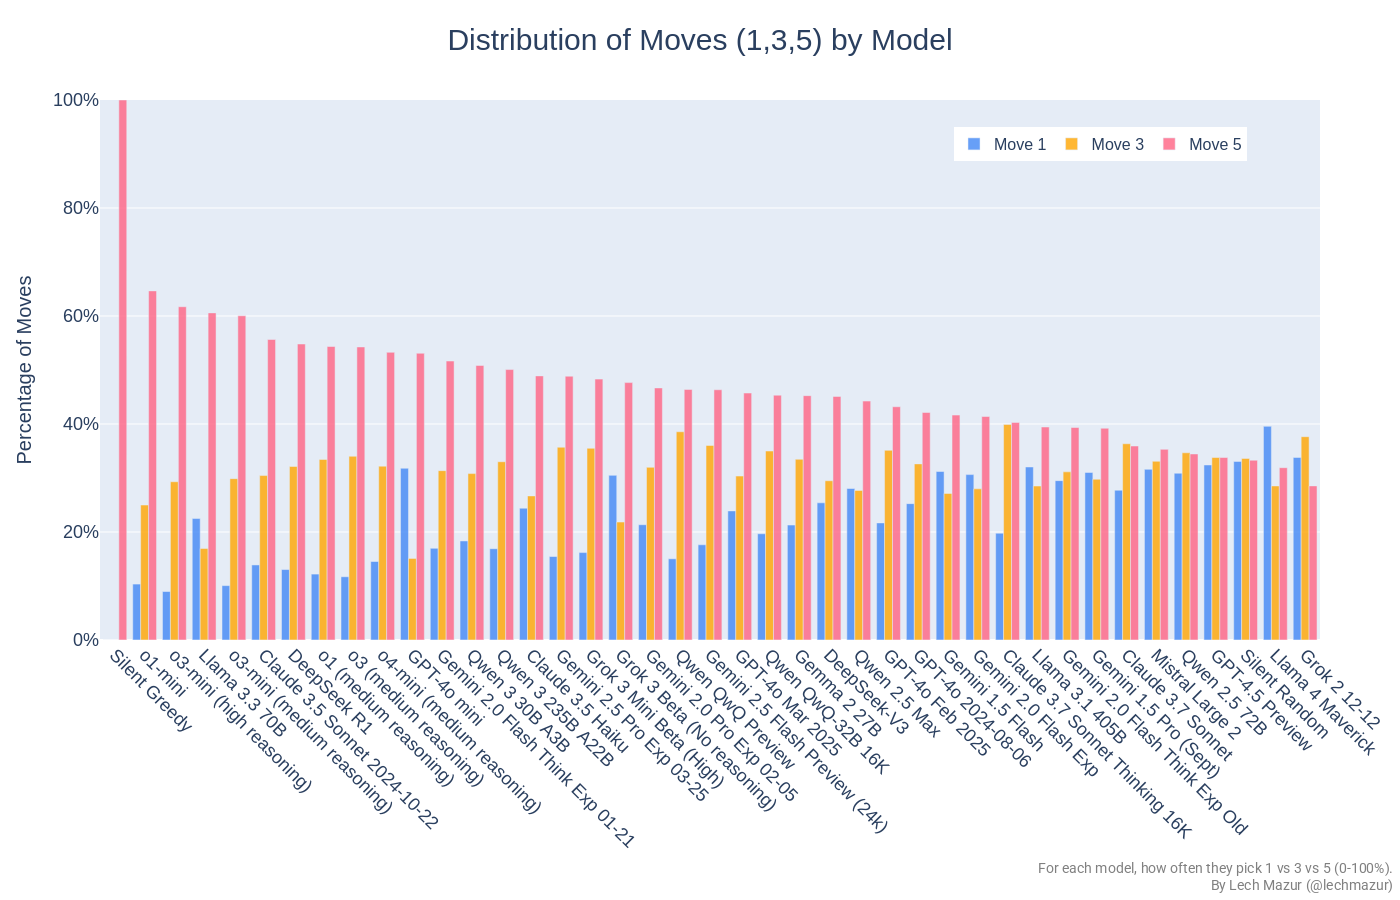 Distribution of Moves (1,3,5) by Model
Move 1
Move 3
Move 5
Percentage of Moves
100%
80%
60%
40%
20%
0%
Silent Greedy
o1-mini
o3-mini (high reasoning)
Llama 3.3 70B
o3-mini (medium reasoning)
Claude 3.5 Sonnet 2024-10-22
DeepSeek R1
o1 (medium reasoning)
o3 (medium reasoning)
o4-mini (medium reasoning)
GPT-4o mini
Gemini 2.0 Flash Think Exp 01-21
Qwen 3 30B A3B
Qwen 3 235B A22B
Claude 3.5 Haiku
Gemini 2.5 Pro Exp 03-25
Grok 3 Mini Beta (High)
Grok 3 Beta (No reasoning)
Gemini 2.0 Pro Exp 02-05
Qwen QwQ Preview
Gemini 2.5 Flash Preview (24k)
GPT-4o Mar 2025
Qwen QwQ-32B 16K
Gemma 2 27B
DeepSeek-V3
Qwen 2.5 Max
GPT-4o Feb 2025
GPT-4o 2024-08-06
Gemini 1.5 Flash
Gemini 2.0 Flash Exp
Claude 3.7 Sonnet Thinking 16K
Llama 3.1 405B
Gemini 2.0 Flash Think Exp Old
Gemini 1.5 Pro (Sept)
Claude 3.7 Sonnet
Mistral Large 2
Qwen 2.5 72B
GPT-4.5 Preview
Silent Random
Llama 4 Maverick
Grok 2 12-12
For each model, how often they pick 1 vs 3 vs 5 (0-100%).
By Lech Mazur (@lechmazur)